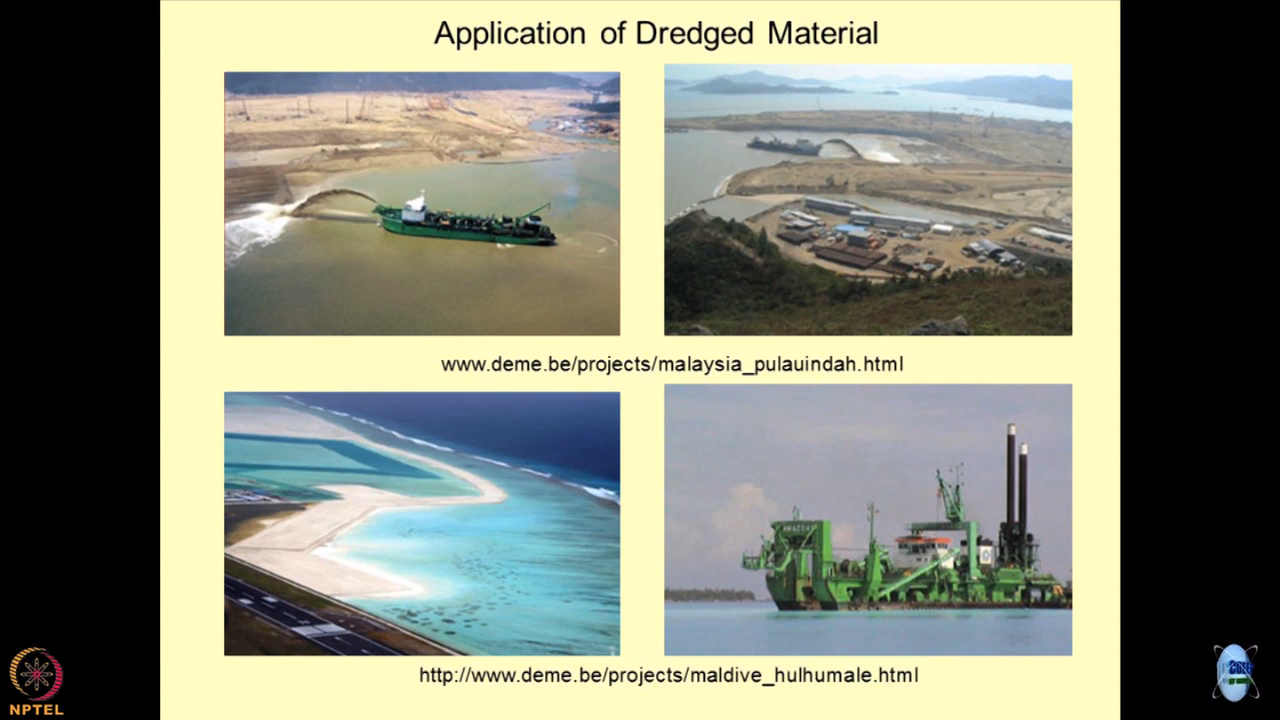 Application of Dredged Material
www.deme.be/projects/malaysia_pulauindah.html
http://www.deme.be/projects/maldive_hulhumale.html
NPTEL